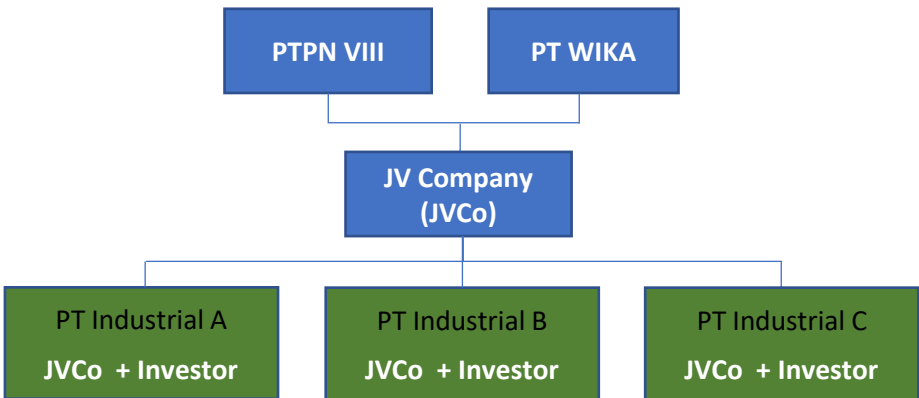 PTPN VIII
PT WIKA
JV Company
(JVCo)
PT Industrial A
JVCo + Investor
PT Industrial B
JVCo + Investor
PT Industrial C
JVCo + Investor